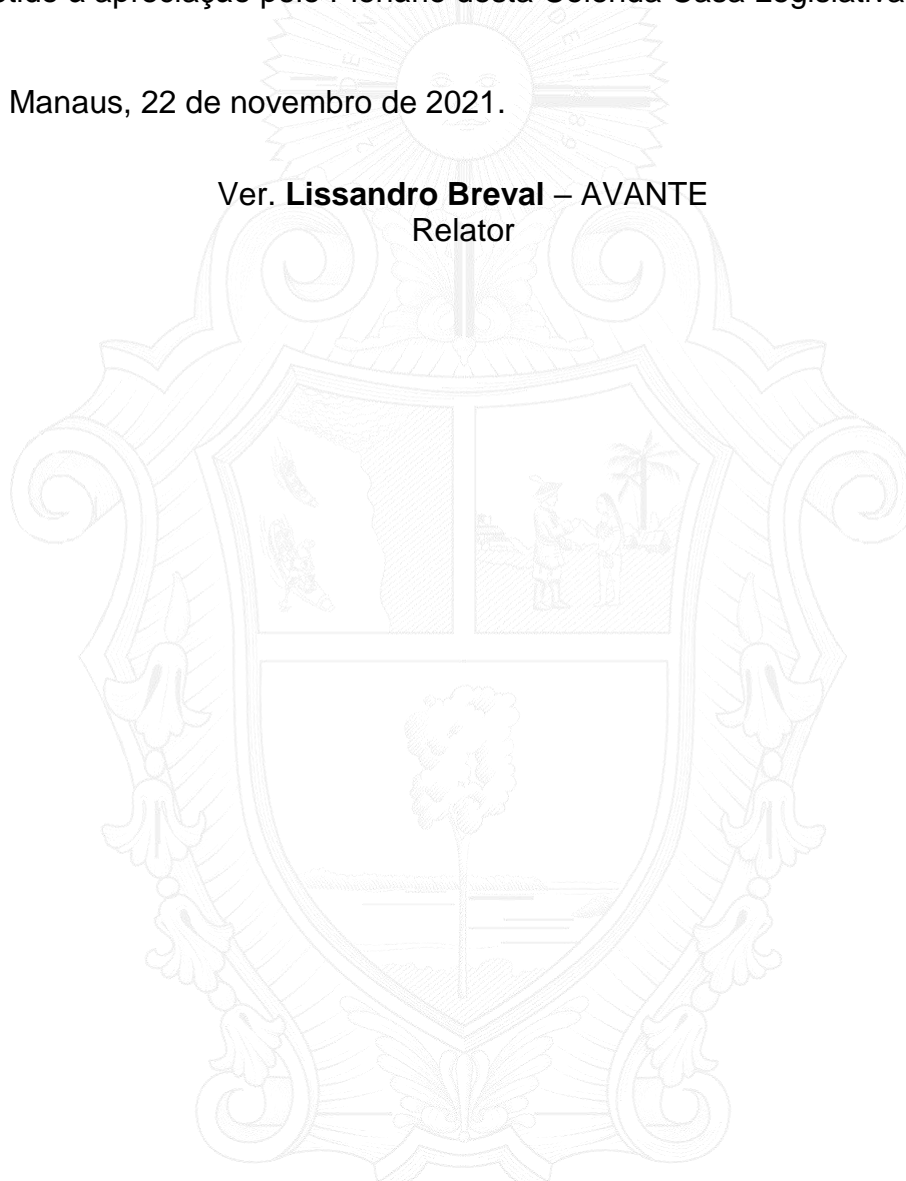 apreciação pelo Plenário desta Colenda Casa Legislativa
Manaus, 22 de novembro de 2021.
Ver. Lissandro Breval – AVANTE
Relator